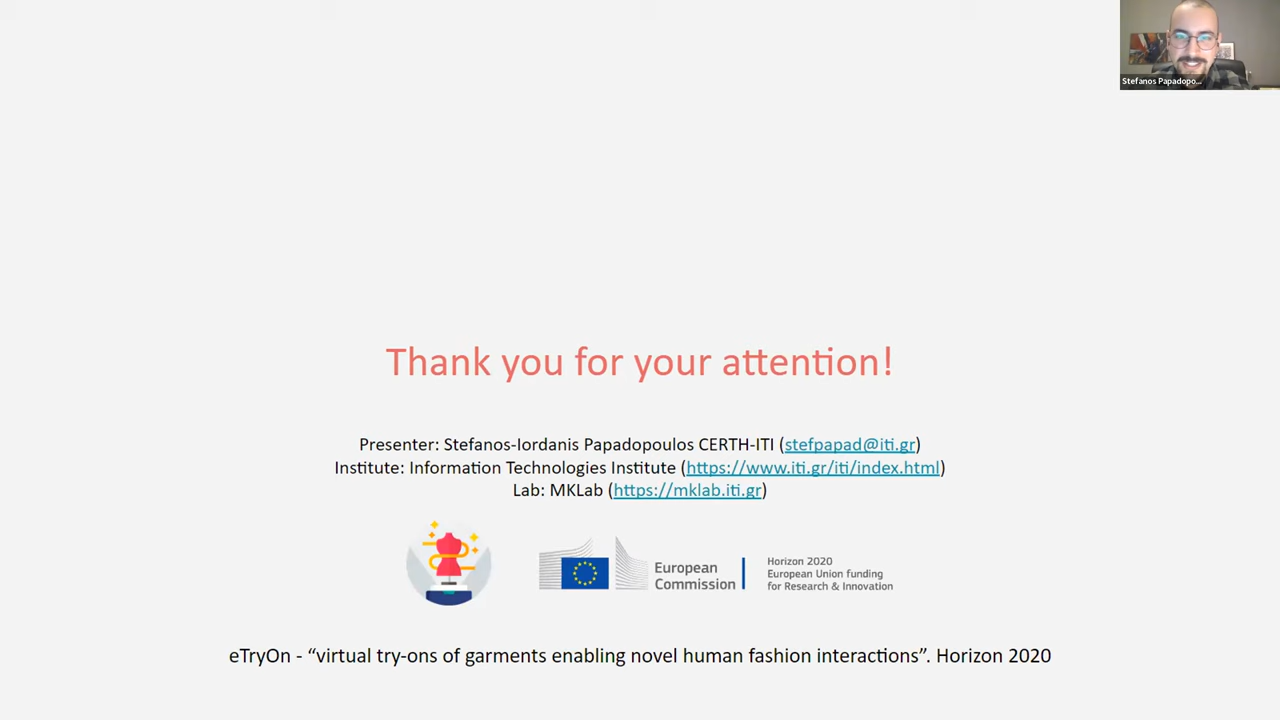 Stefanos Papadopo...
Thank you for your attention!
Presenter: Stefanos-Iordanis Papadopoulos CERTH-ITI (stefpapad@iti.gr)
Institute: Information Technologies Institute (https://www.iti.gr/iti/index.html)
Lab: MKLab (https://mklab.iti.gr)
European
Commission
Horizon 2020
European Union funding
for Research & Innovation
eTryOn - “virtual try-ons of garments enabling novel human fashion interactions”. Horizon 2020